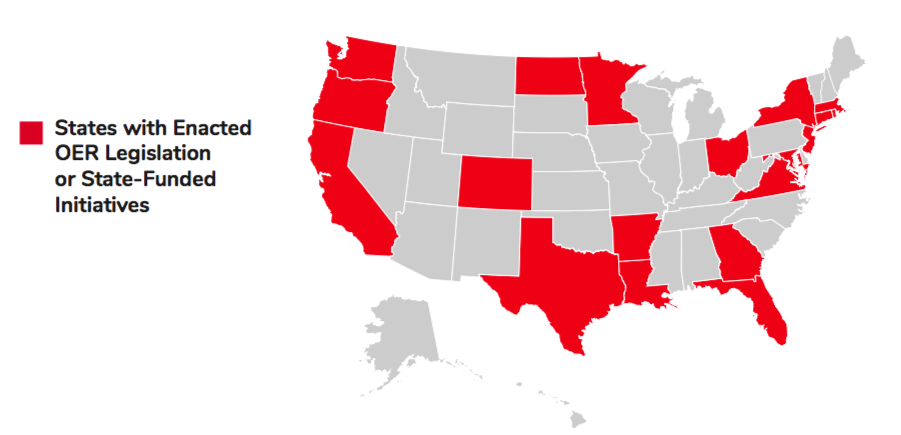 States with Enacted
OER Legislation
or State-Funded
Initiatives